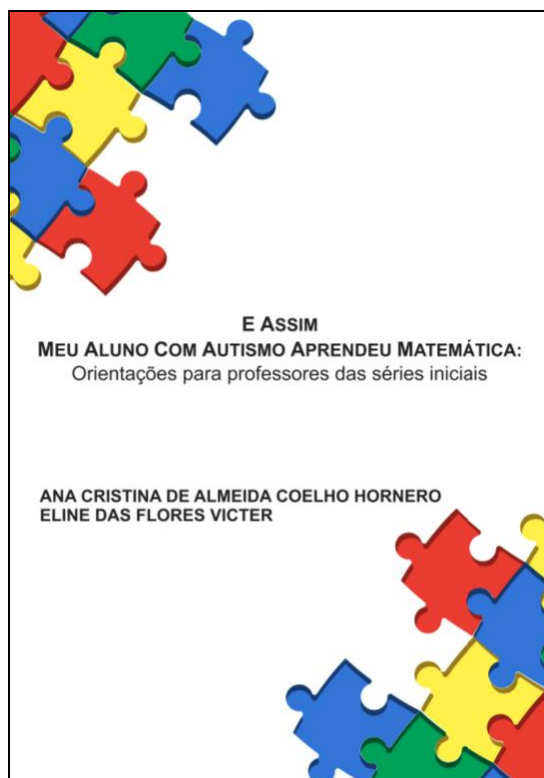 E ASSIM
MEU ALUNO COM AUTISMO APRENDEU MATEMÁTICA:
Orientações para professores das séries iniciais
ANA CRISTINA DE ALMEIDA COELHO HORNERO
ELINE DAS FLORES VICTER